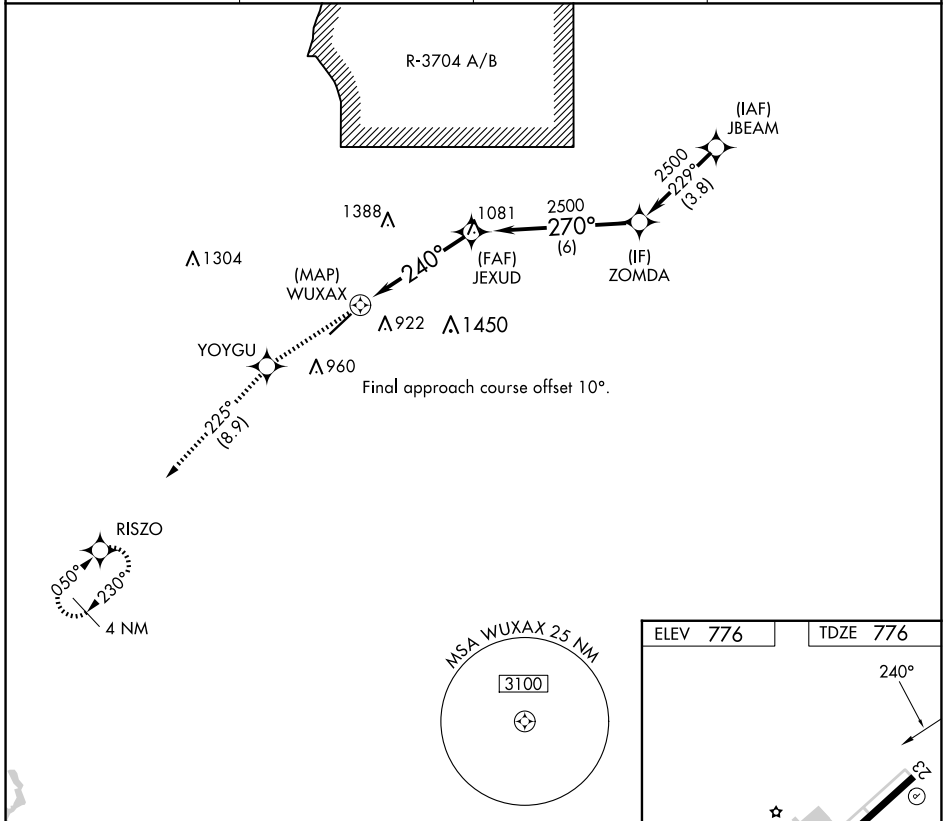 R-3704 A/B
(IAF)
JBEAM
2500
229°
(3.8)
1388
1081
2500
270°
(6)
(IF)
ZOMDA
(FAF)
JEXUD
240°
1304
(MAP)
WUXAX
922
1450
YOYGU
960
Final approach course offset 10°.
225°
(8.9)
RISZO
050°
230°
4 NM
MSA WUXAX 25 NM
3100
ELEV 776
TDZE 776
240°
23
P